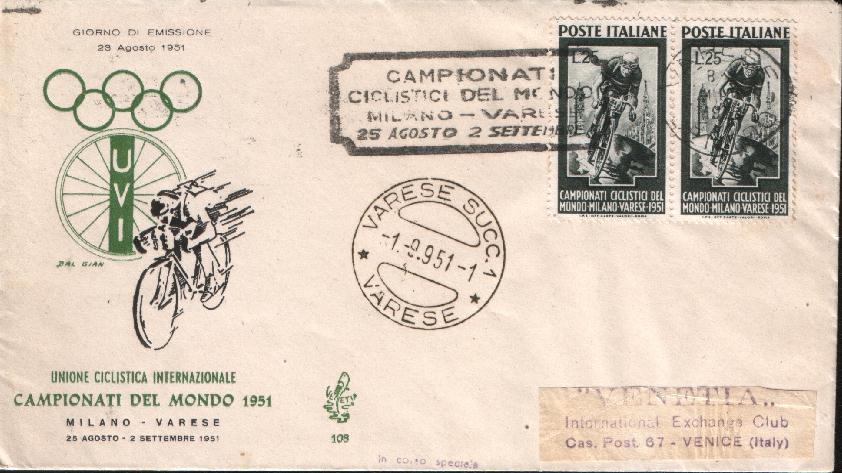 GIORNO DI EMISSIONE
23 Agosto 1951
UVI
DAL GIAN
UNIONE CICLISTICA INTERNAZIONALE
CAMPIONATI DEL MONDO 1951
MILANO - VARESE
25 AGOSTO - 2 SETTEMBRE 1951
108
CAMPIONATI
CICLISTICI DEL MONDO
MILANO - VARESE
25 AGOSTO 2 SETTEMBRE
VARESE SUCC. 1
-1.-9.951-1
VARESE
POSTE ITALIANE
L.25
CAMPIONATI CICLISTICI DEL
MONDO-MILANO-VARESE-1951
POSTE ITALIANE
L.25
CAMPIONATI CICLISTICI DEL
MONDO-MILANO-VARESE-1951
"VENETIA"
International Exchange Club
Cas. Post. 67 - VENICE (Italy)
in corso speciale